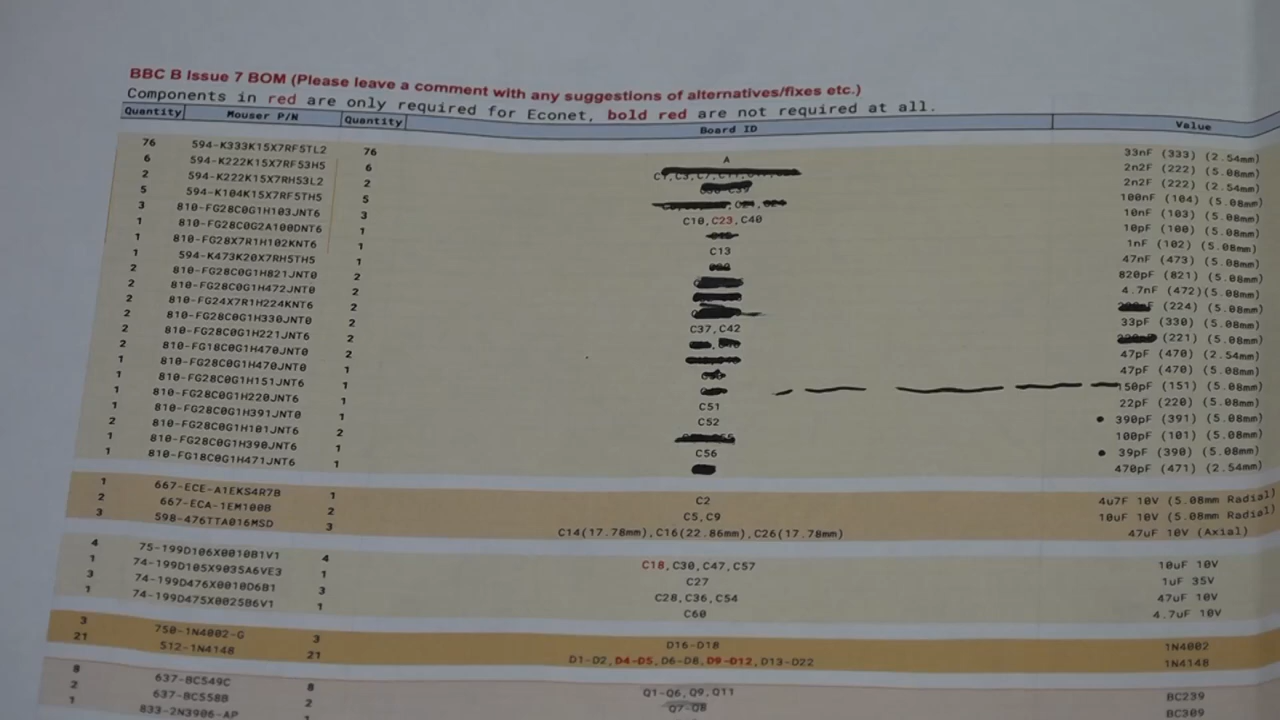 BBC B Issue 7 BOM (Please leave a comment with any suggestions of alternatives/fixes etc.)
Components in red are only required for Econet, bold red are not required at all.
Quantity Mouser P/N Quantity Board ID Value
76 594-K333K15X7RF5TL2 76 A 33nF (333) (2.54mm)
6 594-K222K15X7RF53H5 6 2n2F (222) (5.08mm)
2 594-K222K15X7RH53L2 2 2n2F (222) (2.54mm)
5 594-K104K15X7RF5TH5 5 100nF (104) (5.08mm)
3 810-FG28C0G1H103JNT6 3 C10,C23,C40 10nF (103) (5.08mm)
1 810-FG28C0G2A100DNT6 1 10pF (100) (5.08mm)
1 810-FG28X7R1H102KNT6 1 C13 1nF (102) (5.08mm)
1 594-K473K20X7RH5TH5 1 47nF (473) (5.08mm)
2 810-FG28C0G1H821JNT0 2 820pF (821) (5.08mm)
2 810-FG28C0G1H472JNT0 2 4.7nF (472)(5.08mm)
2 810-FG24X7R1H224KNT6 2 (224) (5.08mm)
2 810-FG28C0G1H330JNT0 2 C37,C42 33pF (330) (5.08mm)
2 810-FG28C0G1H221JNT6 2 (221) (5.08mm)
2 810-FG18C0G1H470JNT0 2 47pF (470) (2.54mm)
1 810-FG28C0G1H470JNT0 1 47pF (470) (5.08mm)
1 810-FG28C0G1H151JNT6 1 150pF (151) (5.08mm)
1 810-FG28C0G1H220JNT6 1 C51 22pF (220) (5.08mm)
1 810-FG28C0G1H391JNT0 1 C52 390pF (391) (5.08mm)
2 810-FG28C0G1H101JNT6 2 100pF (101) (5.08mm)
1 810-FG28C0G1H390JNT6 1 C56 39pF (390) (5.08mm)
1 810-FG18C0G1H471JNT6 1 470pF (471) (2.54mm)
1 667-ECE-A1EKS4R7B 1 C2 4u7F 10V (5.08mm Radial)
2 667-ECA-1EM100B 2 C5,C9 10uF 10V (5.08mm Radial)
3 598-476TTA016MSD 3 C14(17.78mm),C16(22.86mm),C26(17.78mm) 47uF 10V (Axial)
4 75-199D106X0010B1V1 4 C18,C30,C47,C57 10uF 10V
1 74-199D105X9035A6VE3 1 C27 1uF 35V
3 74-199D476X0010D6B1 3 C28,C36,C54 47uF 10V
1 74-199D475X0025B6V1 1 C60 4.7uF 10V
3 750-1N4002-G 3 D16-D18 1N4002
21 512-1N4148 21 D1-D2,D4-D5,D6-D8,D9-D12,D13-D22 1N4148
8 637-BC549C 8 Q1-Q6,Q9,Q11 BC239
2 637-BC558B 2 Q7-Q8 BC309
1 833-2N3906-AP 1